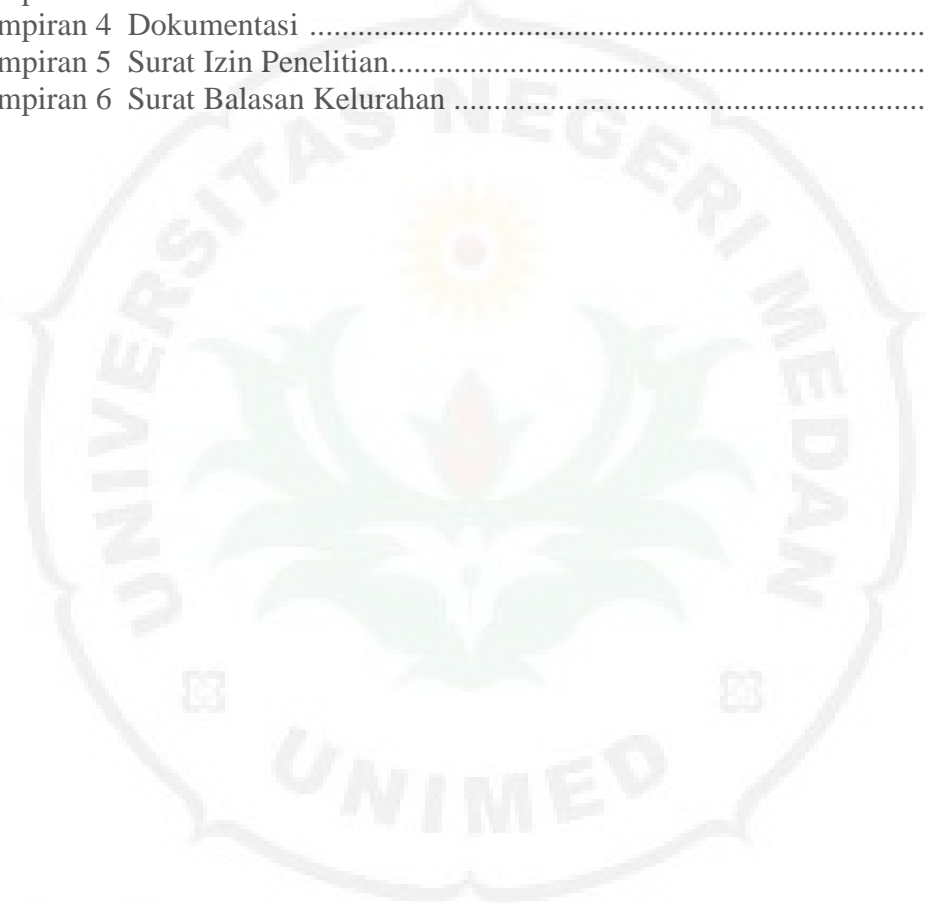 mpiran 4 Dokumentasi ..............................................................................
mpiran 5 Surat Izin Penelitian....................................................................
mpiran 6 Surat Balasan Kelurahan ............................................................
UNIVERSITAS NEGERI MEDAN
UNIMED